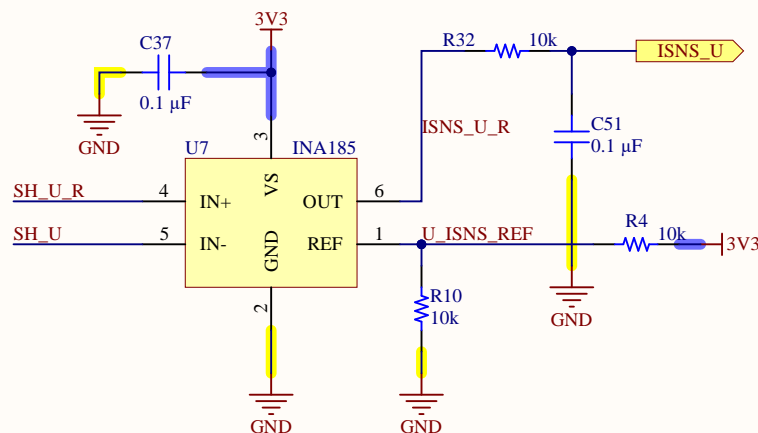 3V3
C37
0.1 µF
GND
R32
10k
ISNS_U
ISNS_U_R
C51
0.1 µF
U7
INA185
3
VS
SH_U_R
4
IN+
OUT
6
SH_U
5
IN-
GND
REF
1
U_ISNS_REF
R4
10k
3V3
2
R10
10k
GND
GND
GND